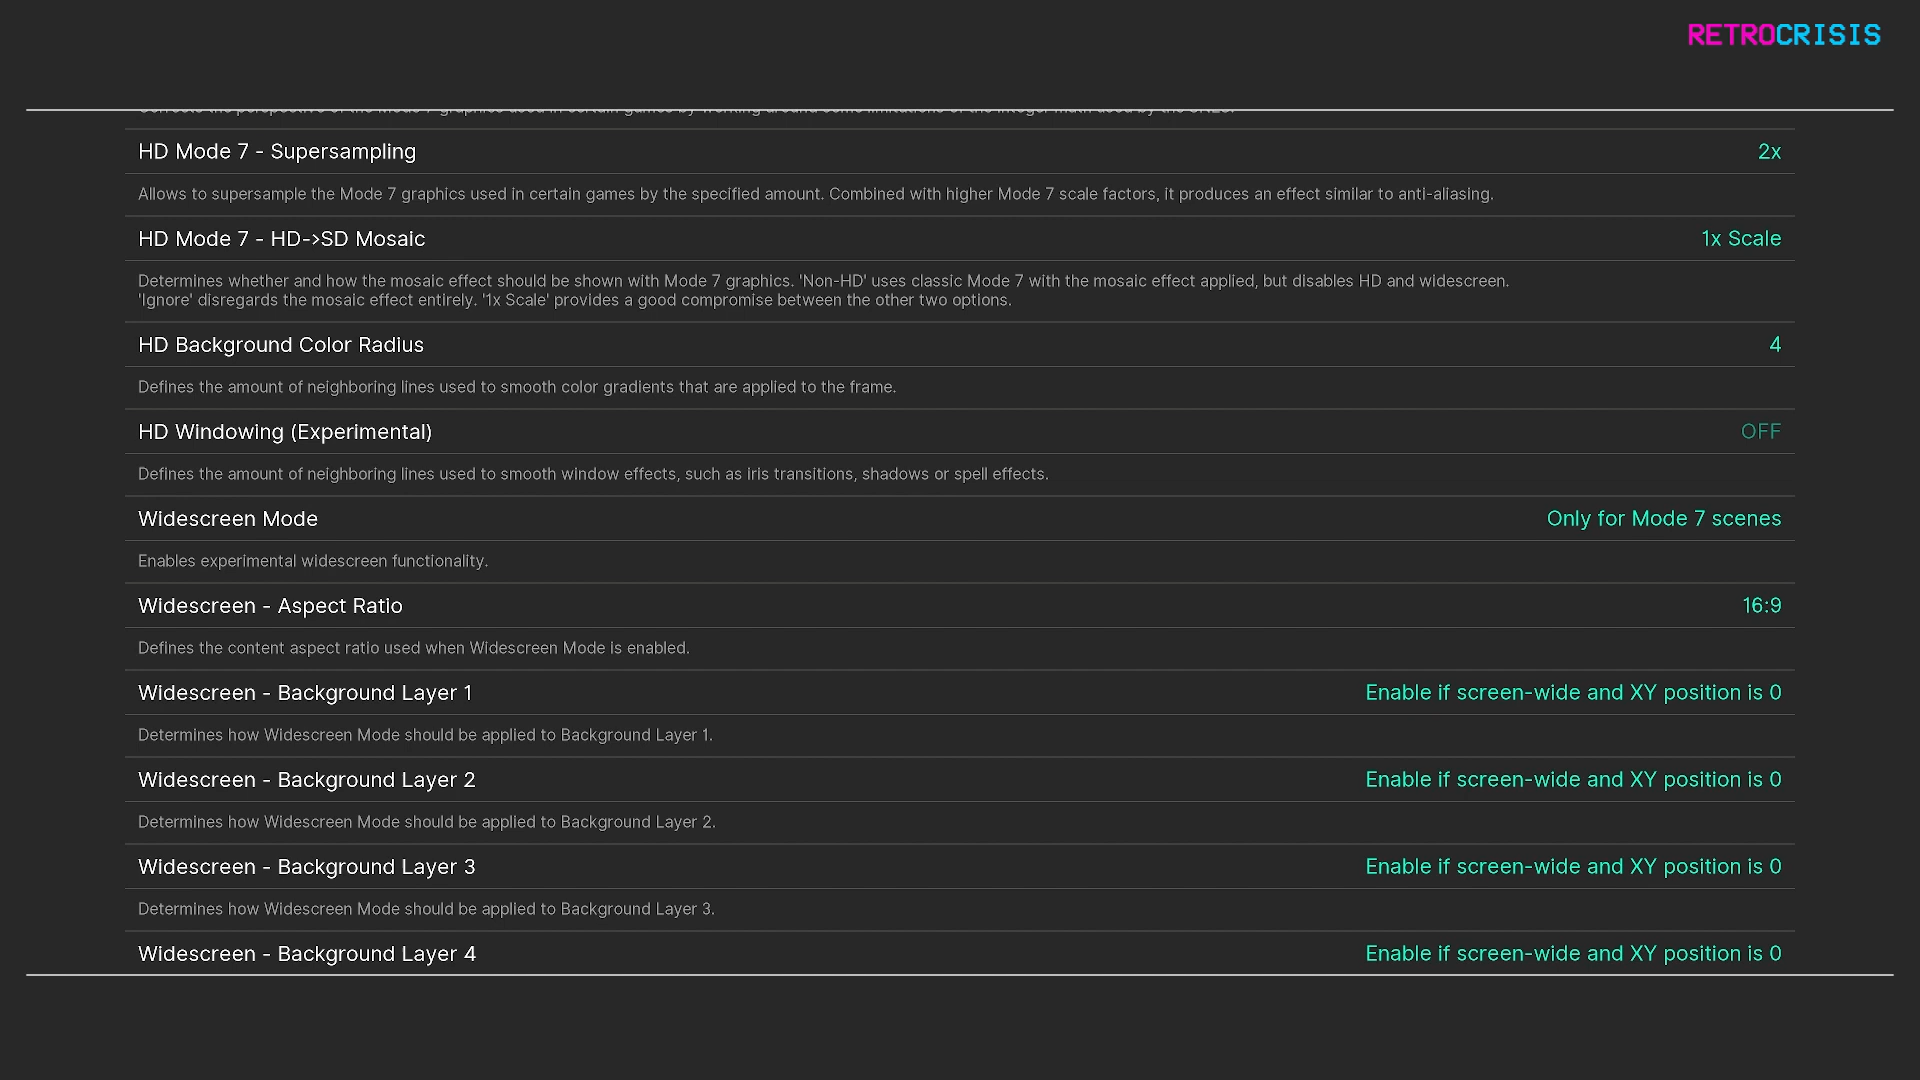 RETROCRISIS
HD Mode 7 - Supersampling 2x
Allows to supersample the Mode 7 graphics used in certain games by the specified amount. Combined with higher Mode 7 scale factors, it produces an effect similar to anti-aliasing.
HD Mode 7 - HD->SD Mosaic 1x Scale
Determines whether and how the mosaic effect should be shown with Mode 7 graphics. 'Non-HD' uses classic Mode 7 with the mosaic effect applied, but disables HD and widescreen.
'Ignore' disregards the mosaic effect entirely. '1x Scale' provides a good compromise between the other two options.
HD Background Color Radius 4
Defines the amount of neighboring lines used to smooth color gradients that are applied to the frame.
HD Windowing (Experimental) OFF
Defines the amount of neighboring lines used to smooth window effects, such as iris transitions, shadows or spell effects.
Widescreen Mode Only for Mode 7 scenes
Enables experimental widescreen functionality.
Widescreen - Aspect Ratio 16:9
Defines the content aspect ratio used when Widescreen Mode is enabled.
Widescreen - Background Layer 1 Enable if screen-wide and XY position is 0
Determines how Widescreen Mode should be applied to Background Layer 1.
Widescreen - Background Layer 2 Enable if screen-wide and XY position is 0
Determines how Widescreen Mode should be applied to Background Layer 2.
Widescreen - Background Layer 3 Enable if screen-wide and XY position is 0
Determines how Widescreen Mode should be applied to Background Layer 3.
Widescreen - Background Layer 4 Enable if screen-wide and XY position is 0